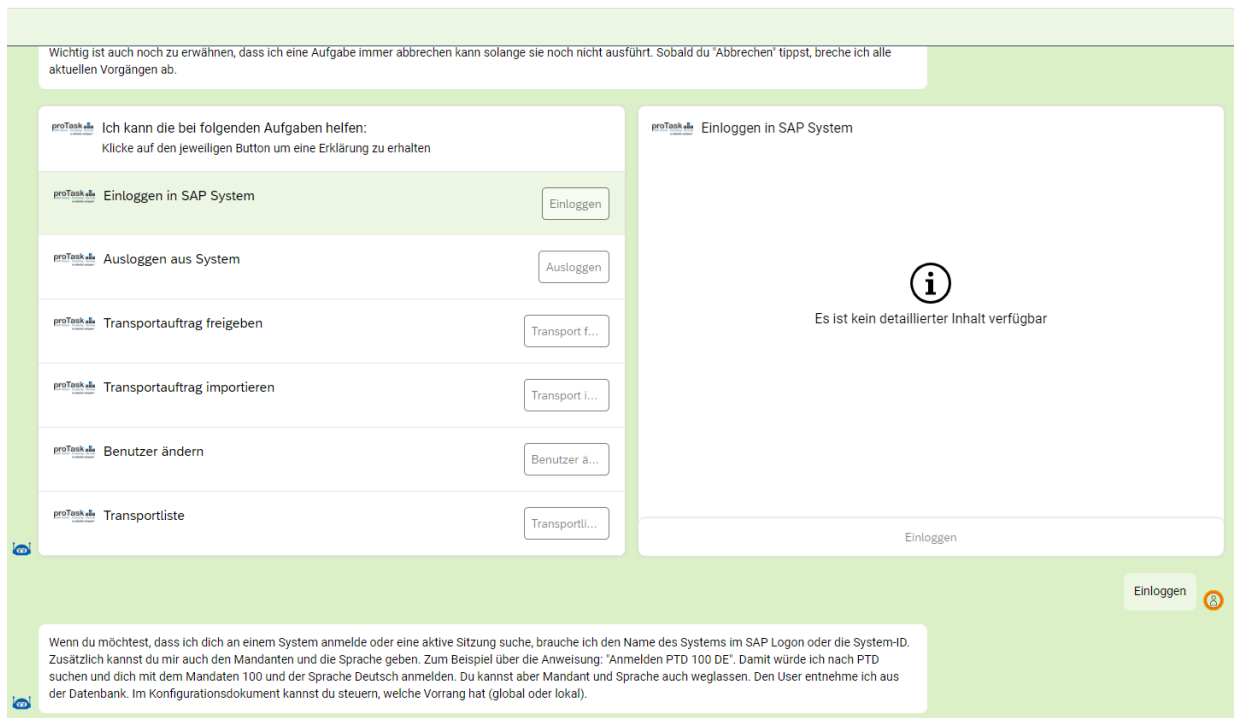 Wichtig ist auch noch zu erwähnen, dass ich eine Aufgabe immer abbrechen kann solange sie noch nicht ausführt. Sobald du "Abbrechen" tippst, breche ich alle
aktuellen Vorgängen ab.
proTask Ich kann die bei folgenden Aufgaben helfen:
Klicke auf den jeweiligen Button um eine Erklärung zu erhalten
proTask Einloggen in SAP System
Einloggen
proTask Ausloggen aus System
Ausloggen
proTask Transportauftrag freigeben
Transport f...
proTask Transportauftrag importieren
Transport i...
proTask Benutzer ändern
Benutzer ä...
proTask Transportliste
Transportli...
proTask Einloggen in SAP System
Es ist kein detaillierter Inhalt verfügbar
Einloggen
Einloggen
Wenn du möchtest, dass ich dich an einem System anmelde oder eine aktive Sitzung suche, brauche ich den Name des Systems im SAP Logon oder die System-ID.
Zusätzlich kannst du mir auch den Mandanten und die Sprache geben. Zum Beispiel über die Anweisung: "Anmelden PTD 100 DE". Damit würde ich nach PTD
suchen und dich mit dem Mandaten 100 und der Sprache Deutsch anmelden. Du kannst aber Mandant und Sprache auch weglassen. Den User entnehme ich aus
der Datenbank. Im Konfigurationsdokument kannst du steuern, welche Vorrang hat (global oder lokal).